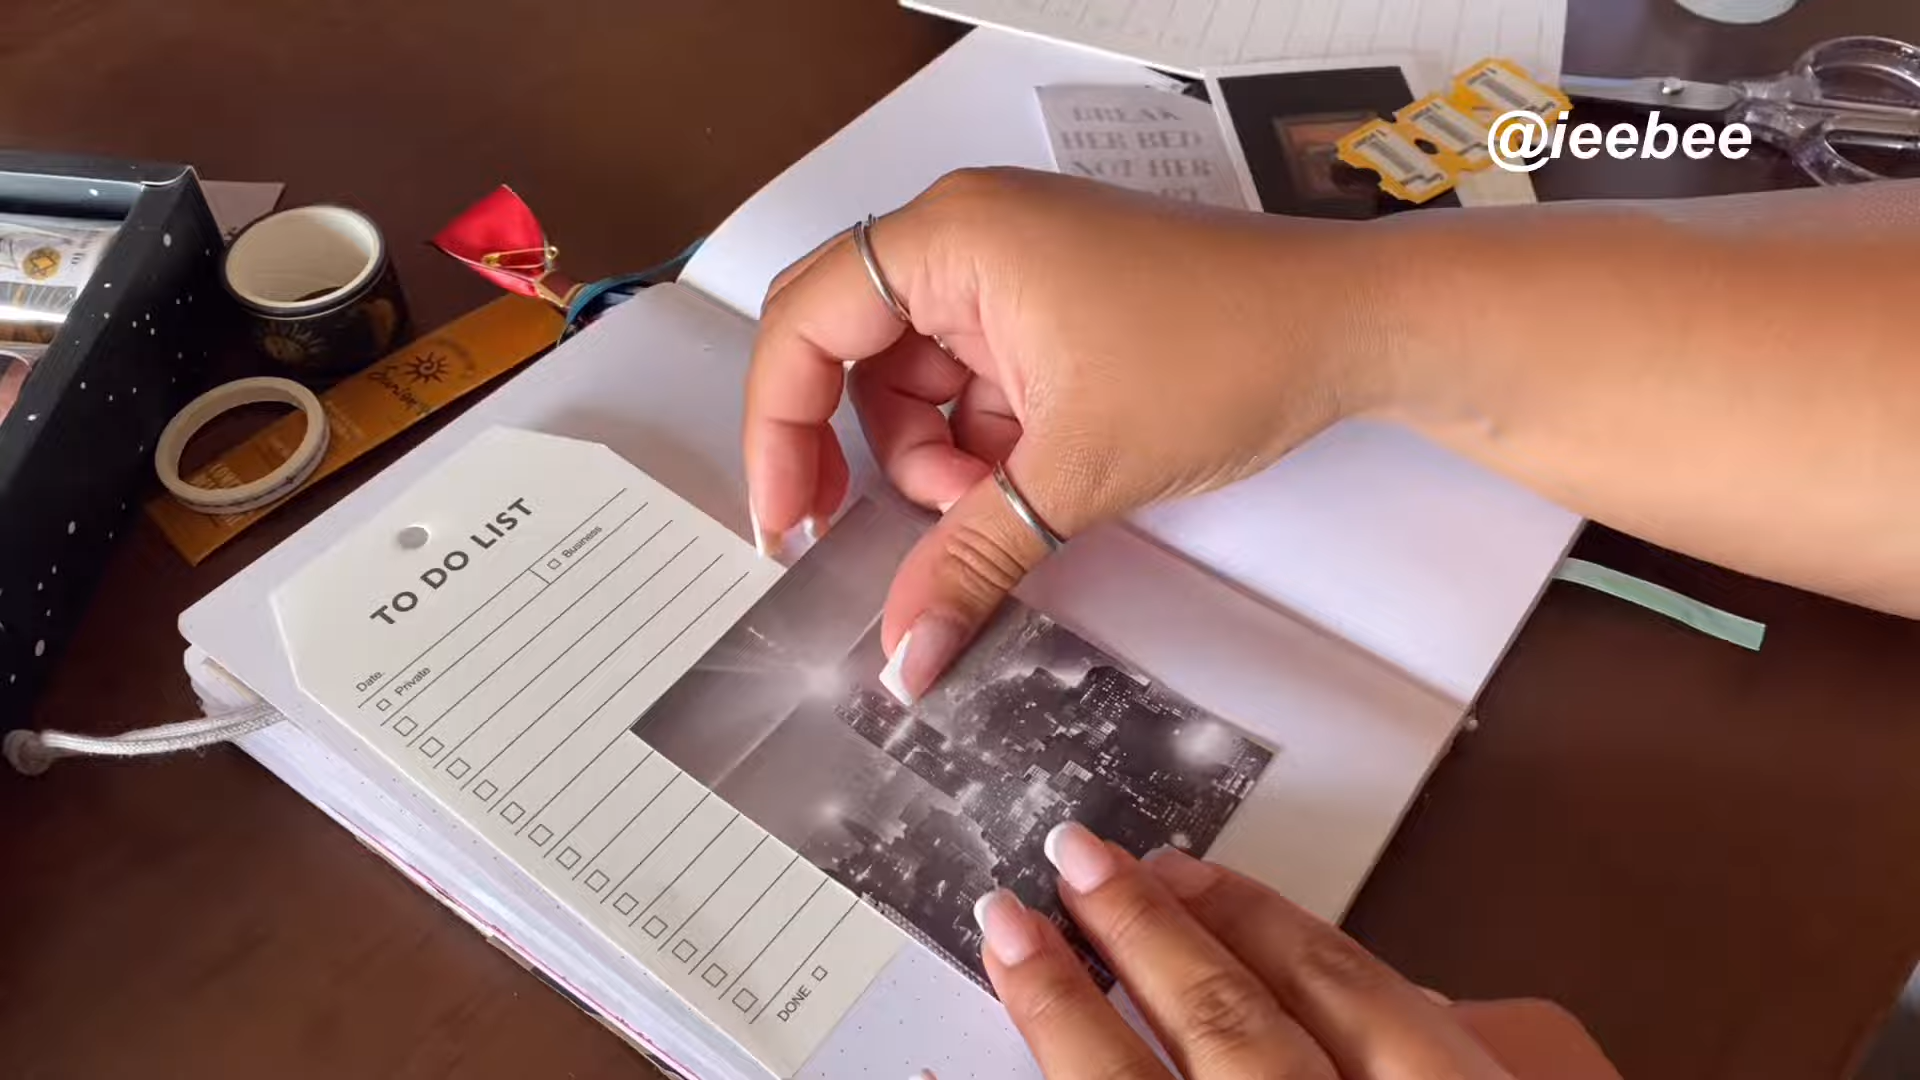 @ieebee
BREAK
HER BED
NOT HER
TO DO LIST
Date.
Private
Business
DONE